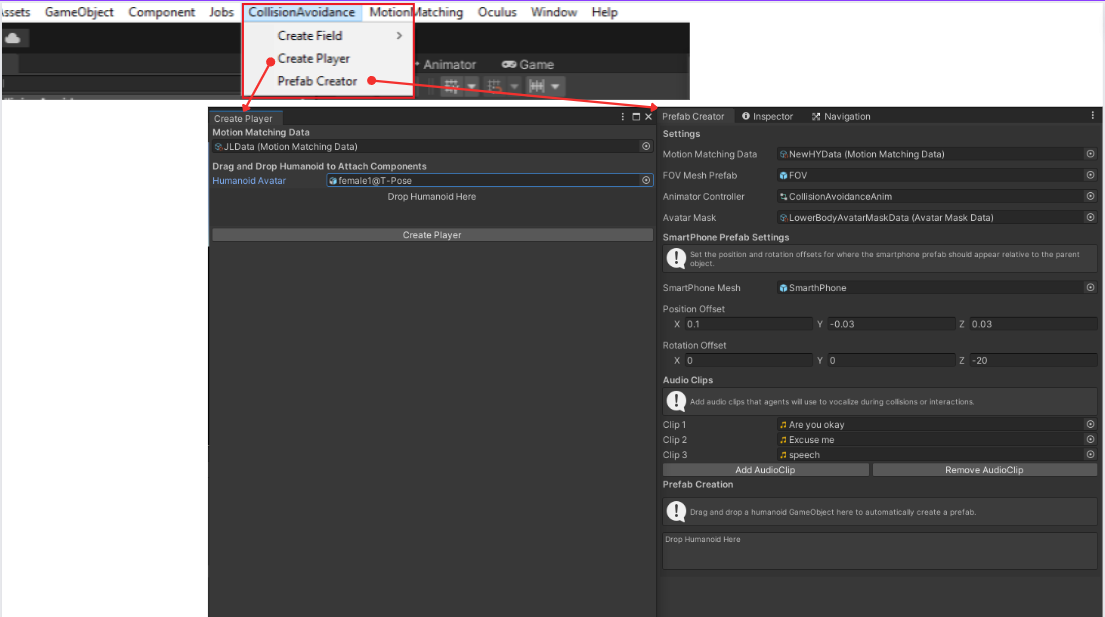 GameObject Component Jobs CollisionAvoidance MotionMatching Oculus Window Help
Create Field
Create Player
Prefab Creator
Animator Game
Create Player
Motion Matching Data
JLData (Motion Matching Data)
Drag and Drop Humanoid to Attach Components
Humanoid Avatar female1@T-Pose
Drop Humanoid Here
Create Player
Prefab Creator Inspector Navigation
Settings
Motion Matching Data NewHYData (Motion Matching Data)
FOV Mesh Prefab FOV
Animator Controller CollisionAvoidanceAnim
Avatar Mask LowerBodyAvatarMaskData (Avatar Mask Data)
SmartPhone Prefab Settings
Set the position and rotation offsets for where the smartphone prefab should appear relative to the parent
object.
SmartPhone Mesh SmarthPhone
Position Offset
X 0.1 Y -0.03 Z 0.03
Rotation Offset
X 0 Y 0 Z -20
Audio Clips
Add audio clips that agents will use to vocalize during collisions or interactions.
Clip 1 Are you okay
Clip 2 Excuse me
Clip 3 speech
Add AudioClip Remove AudioClip
Prefab Creation
Drag and drop a humanoid GameObject here to automatically create a prefab.
Drop Humanoid Here